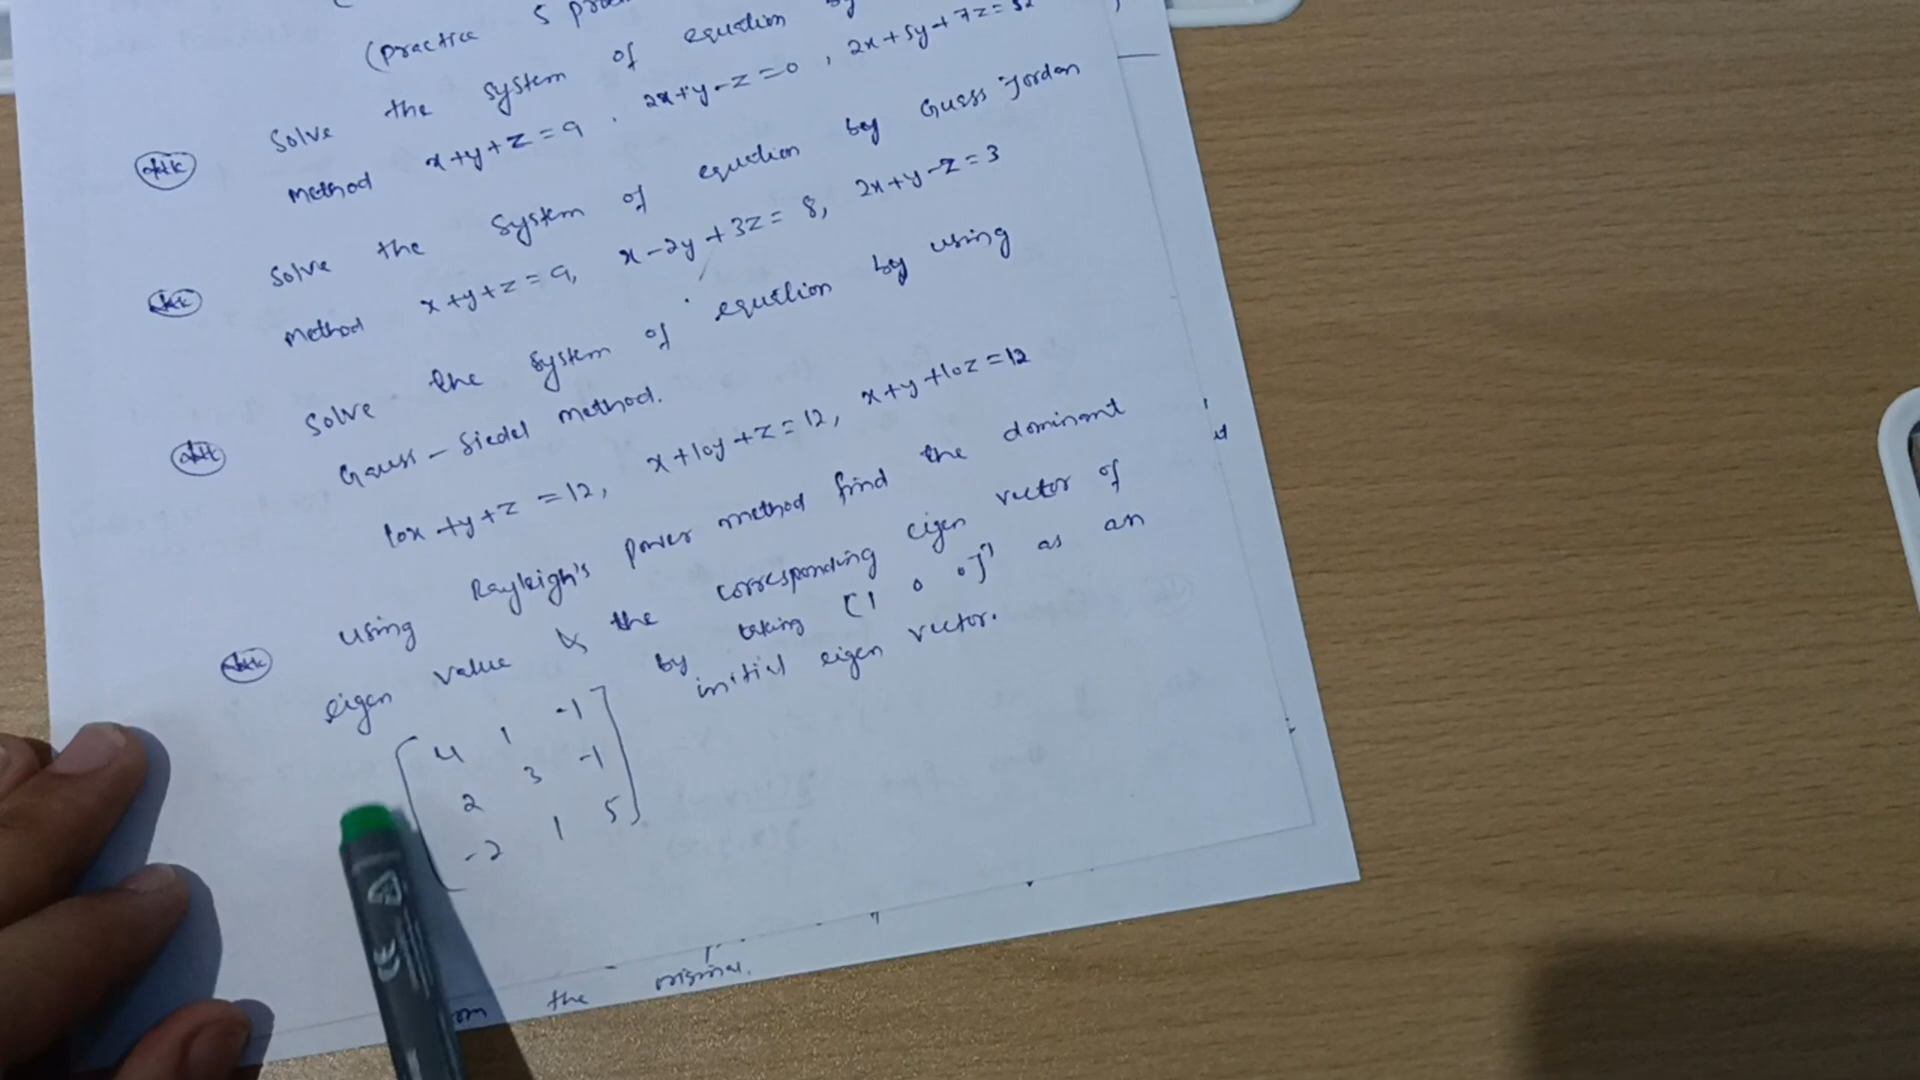 (practice 5
Solve the system of equation by
method x+y+z=9, 2x+y-z=0, 2x+5y+7z=52
Solve the system of equation by Guass Jordan
method x+y+z=9, x-2y+3z=8, 2x+y-z=3
Solve the system of equation by using
Gauss-Siedel method.
10x+y+z=12, x+10y+z=12, x+y+10z=12
using Rayleigh's power method find the dominant
eigen value & the corresponding eigen vector of
4 1 -1 by taking [1 0 0]ᵀ as an
2 3 -1 initial eigen vector.
-2 1 5
the